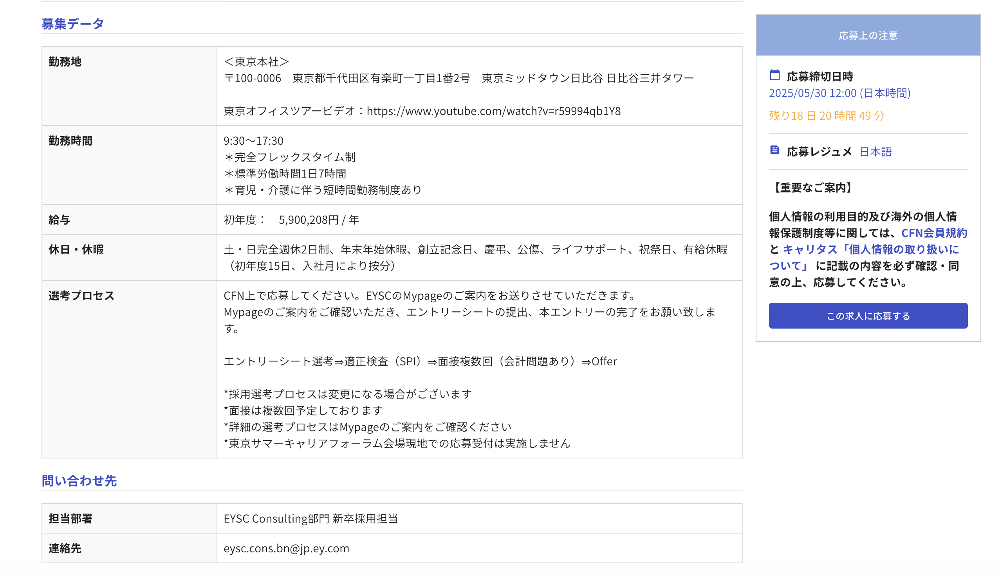 募集データ
勤務地
＜東京本社＞
〒100-0006　東京都千代田区有楽町一丁目1番2号　東京ミッドタウン日比谷 日比谷三井タワー
東京オフィスツアービデオ：https://www.youtube.com/watch?v=r59994qb1Y8
勤務時間
9:30～17:30
＊完全フレックスタイム制
＊標準労働時間1日7時間
＊育児・介護に伴う短時間勤務制度あり
給与
初年度：　5,900,208円 / 年
休日・休暇
土・日完全週休2日制、年末年始休暇、創立記念日、慶弔、公傷、ライフサポート、祝祭日、有給休暇
（初年度15日、入社月により按分）
選考プロセス
CFN上で応募してください。EYSCのMypageのご案内をお送りさせていただきます。
Mypageのご案内をご確認いただき、エントリーシートの提出、本エントリーの完了をお願い致しま
す。
エントリーシート選考⇒適正検査（SPI）⇒面接複数回（会計問題あり）⇒Offer
*採用選考プロセスは変更になる場合がございます
*面接は複数回予定しております
*詳細の選考プロセスはMypageのご案内をご確認ください
*東京サマーキャリアフォーラム会場現地での応募受付は実施しません
問い合わせ先
担当部署
EYSC Consulting部門 新卒採用担当
連絡先
eysc.cons.bn@jp.ey.com
応募上の注意
応募締切日時
2025/05/30 12:00 (日本時間)
残り18 日 20 時間 49 分
応募レジュメ 日本語
【重要なご案内】
個人情報の利用目的及び海外の個人情
報保護制度等に関しては、CFN会員規約
と キャリタス「個人情報の取り扱いに
ついて」 に記載の内容を必ず確認・同
意の上、応募してください。
この求人に応募する